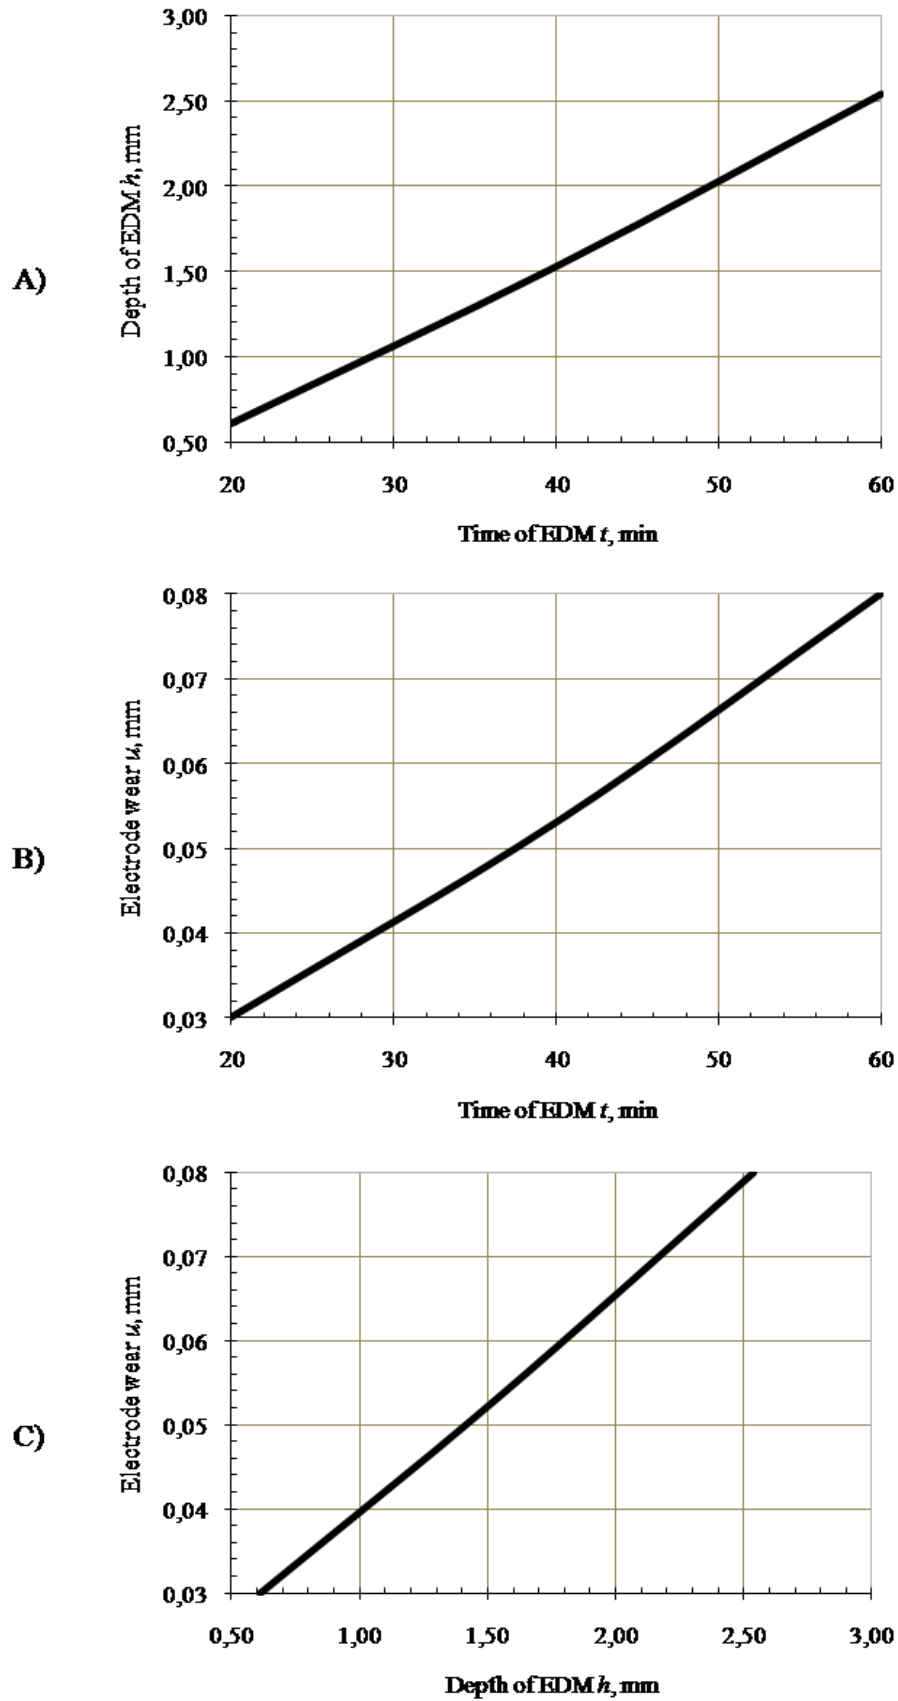 3,00
2,50
2,00
1,50
1,00
0,50
Depth of EDM h, mm
A)
20 30 40 50 60
Time of EDM t, min
0,08
0,07
0,06
0,05
0,04
0,03
Electrode wear u, mm
B)
20 30 40 50 60
Time of EDM t, min
0,08
0,07
0,06
0,05
0,04
0,03
Electrode wear u, mm
C)
0,50 1,00 1,50 2,00 2,50 3,00
Depth of EDM h, mm